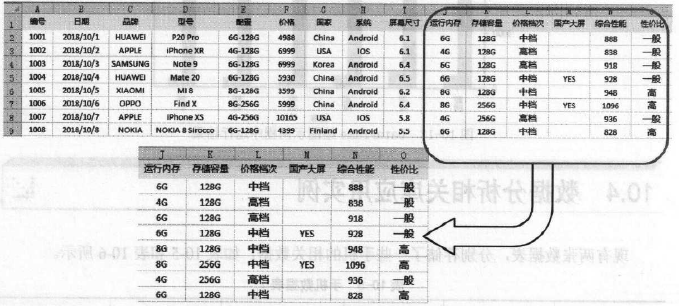 A B C D E F G H I J K L M N O
1 编号 日期 品牌 型号 配置 价格 国家 系统 屏幕尺寸 运行内存 存储容量 价格档次 国产大屏 综合性能 性价比
2 1001 2018/10/1 HUAWEI P20 Pro 6G-128G 4988 China Android 6.1 6G 128G 中档 888 一般
3 1002 2018/10/2 APPLE iPhone XR 4G-128G 6999 USA IOS 6.1 4G 128G 高档 838 一般
4 1003 2018/10/3 SAMSUNG Note 9 6G-128G 6999 Korea Android 6.4 6G 128G 高档 918 一般
5 1004 2018/10/4 HUAWEI Mate 20 6G-128G 5930 China Android 6.5 6G 128G 中档 YES 928 一般
6 1005 2018/10/5 XIAOMI MI 8 8G-128G 3599 China Android 6.2 8G 128G 中档 948 高
7 1006 2018/10/6 OPPO Find X 8G-256G 5999 China Android 6.4 8G 256G 中档 YES 1096 高
8 1007 2018/10/7 APPLE iPhone XS 4G-256G 10165 USA IOS 5.8 4G 256G 高档 936 一般
9 1008 2018/10/8 NOKIA NOKIA 8 Sirocco 6G-128G 4399 Finland Android 5.5 6G 128G 中档 828 高
J K L M N O
运行内存 存储容量 价格档次 国产大屏 综合性能 性价比
6G 128G 中档 888 一般
4G 128G 高档 838 一般
6G 128G 高档 918 一般
6G 128G 中档 YES 928 一般
8G 128G 中档 948 高
8G 256G 中档 YES 1096 高
4G 256G 高档 936 一般
6G 128G 中档 828 高